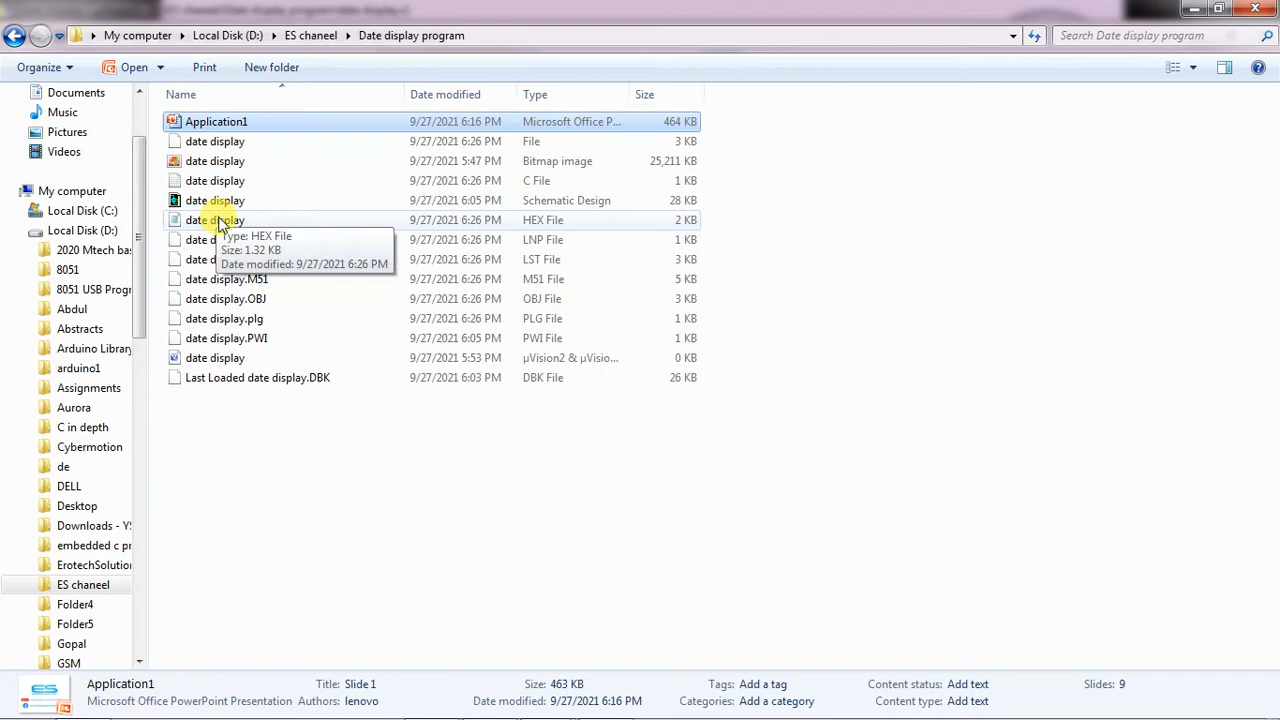 My computer Local Disk (D:) ES channel Date display program Search Date display program
Organize Open Print New folder
Name Date modified Type Size
Documents
Music
Pictures
Videos
My computer
Local Disk (C:)
Local Disk (D:)
2020 Mtech ba
8051
8051 USB Progr
Abdul
Abstracts
Arduino Library
arduino1
Assignments
Aurora
C in depth
Cybermotion
de
DELL
Desktop
Downloads - YS
embedded c pr
ErotechSolution
ES chaneel
Folder4
Folder5
Gopal
GSM
Application1 9/27/2021 6:16 PM Microsoft Office P... 464 KB
date display 9/27/2021 6:26 PM File 3 KB
date display 9/27/2021 5:47 PM Bitmap image 25,211 KB
date display 9/27/2021 6:26 PM C File 1 KB
date display 9/27/2021 6:05 PM Schematic Design 28 KB
date display 9/27/2021 6:26 PM HEX File 2 KB
date d 9/27/2021 6:26 PM LNP File 1 KB
date d 9/27/2021 6:26 PM LST File 3 KB
date display.M51 9/27/2021 6:26 PM M51 File 5 KB
date display.OBJ 9/27/2021 6:26 PM OBJ File 3 KB
date display.plg 9/27/2021 6:26 PM PLG File 1 KB
date display.PWI 9/27/2021 6:05 PM PWI File 1 KB
date display 9/27/2021 5:53 PM µVision2 & µVisio... 0 KB
Last Loaded date display.DBK 9/27/2021 6:03 PM DBK File 26 KB
Type: HEX File
Size: 1.32 KB
Date modified: 9/27/2021 6:26 PM
Application1 Title: Slide 1 Size: 463 KB Tags: Add a tag Content status: Add text Slides: 9
Microsoft Office PowerPoint Presentation Authors: lenovo Date modified: 9/27/2021 6:16 PM Categories: Add a category Content type: Add text
ES